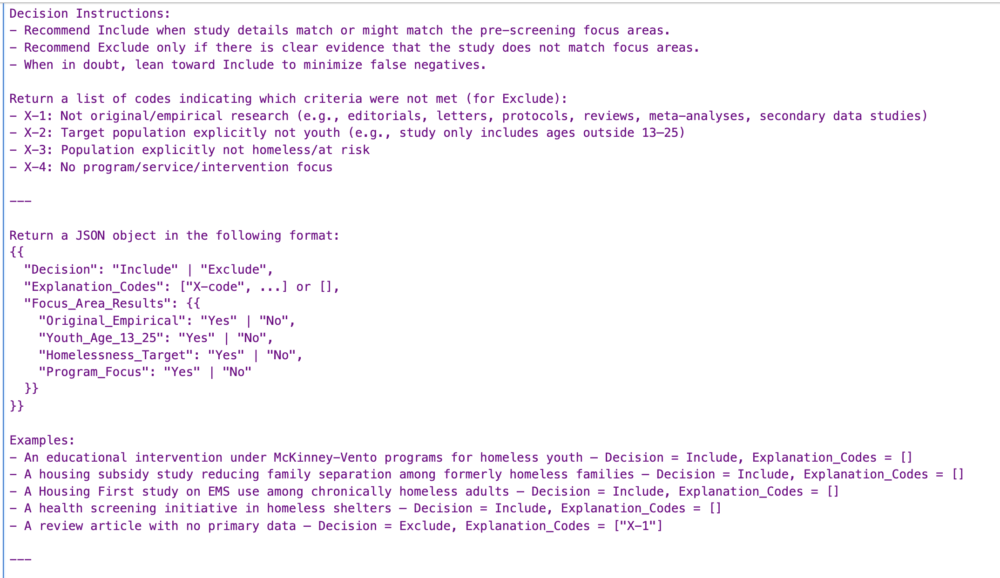 Decision Instructions:
- Recommend Include when study details match or might match the pre-screening focus areas.
- Recommend Exclude only if there is clear evidence that the study does not match focus areas.
- When in doubt, lean toward Include to minimize false negatives.

Return a list of codes indicating which criteria were not met (for Exclude):
- X-1: Not original/empirical research (e.g., editorials, letters, protocols, reviews, meta-analyses, secondary data studies)
- X-2: Target population explicitly not youth (e.g., study only includes ages outside 13–25)
- X-3: Population explicitly not homeless/at risk
- X-4: No program/service/intervention focus

---

Return a JSON object in the following format:
{{
  "Decision": "Include" | "Exclude",
  "Explanation_Codes": ["X-code", ...] or [],
  "Focus_Area_Results": {{
    "Original_Empirical": "Yes" | "No",
    "Youth_Age_13_25": "Yes" | "No",
    "Homelessness_Target": "Yes" | "No",
    "Program_Focus": "Yes" | "No"
  }}
}}

Examples:
- An educational intervention under McKinney-Vento programs for homeless youth — Decision = Include, Explanation_Codes = []
- A housing subsidy study reducing family separation among formerly homeless families — Decision = Include, Explanation_Codes = []
- A Housing First study on EMS use among chronically homeless adults — Decision = Include, Explanation_Codes = []
- A health screening initiative in homeless shelters — Decision = Include, Explanation_Codes = []
- A review article with no primary data — Decision = Exclude, Explanation_Codes = ["X-1"]

---